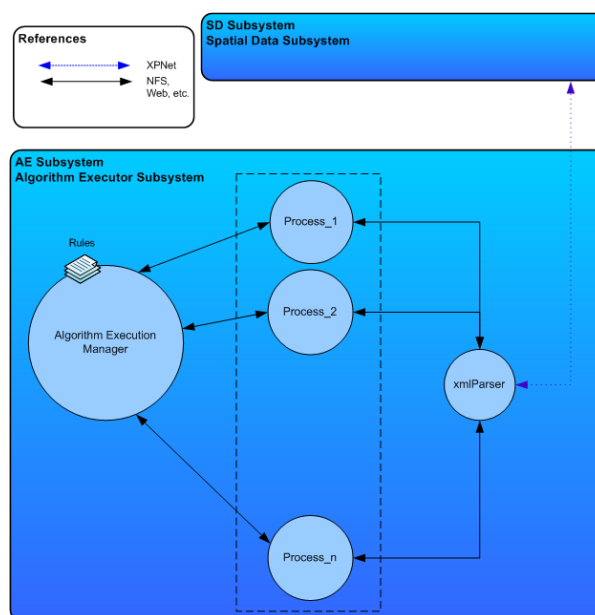 References
XPNet
NFS,
Web, etc.
SD Subsystem
Spatial Data Subsystem
AE Subsystem
Algorithm Executor Subsystem
Rules
Algorithm Execution
Manager
Process_1
Process_2
xmlParser
Process_n